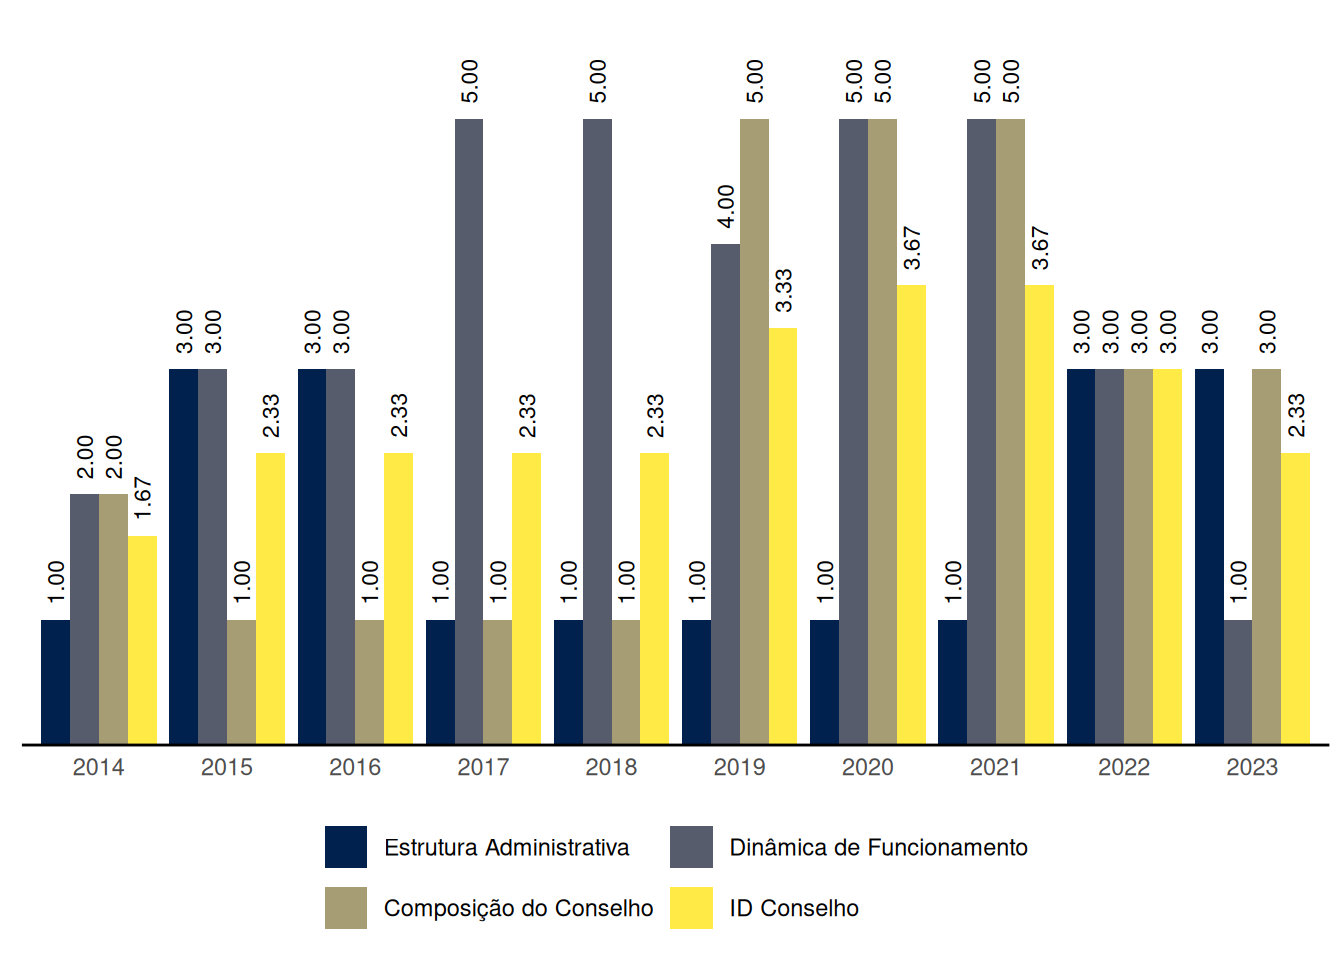 1.00 2.00 2.00 1.67
3.00 3.00 1.00 2.33
3.00 3.00 1.00 2.33
1.00 5.00 1.00 2.33
1.00 5.00 1.00 2.33
1.00 4.00 5.00 3.33
1.00 5.00 5.00 3.67
1.00 5.00 5.00 3.67
3.00 3.00 3.00 3.00
3.00 1.00 3.00 2.33
2014 2015 2016 2017 2018 2019 2020 2021 2022 2023
Estrutura Administrativa Dinâmica de Funcionamento
Composição do Conselho ID Conselho